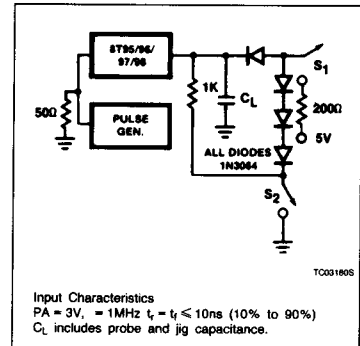 8T95/96/
97/98
S1
1K
CL
50Ω
200Ω
PULSE
GEN.
5V
ALL DIODES
1N3064
S2
TC03180S
Input Characteristics
PA = 3V, = 1MHz tr = tf ⩽ 10ns (10% to 90%)
CL includes probe and jig capacitance.